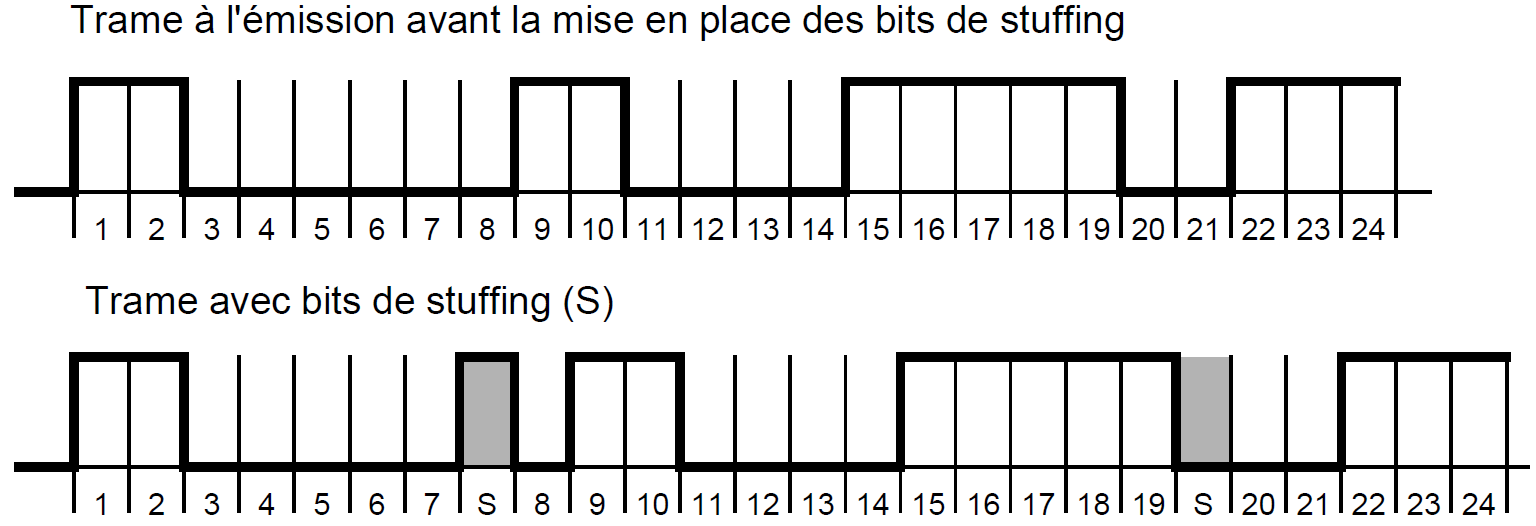 Trame à l'émission avant la mise en place des bits de stuffing
1 2 3 4 5 6 7 8 9 10 11 12 13 14 15 16 17 18 19 20 21 22 23 24
Trame avec bits de stuffing (S)
1 2 3 4 5 6 7 S 8 9 10 11 12 13 14 15 16 17 18 19 S 20 21 22 23 24